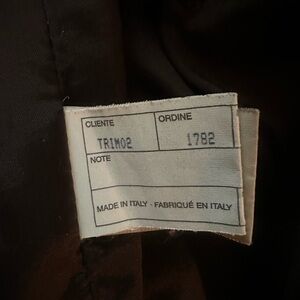 CLIENTE ORDINE
TRIM02 1782
NOTE
MADE IN ITALY - FABRIQUÉ EN ITALY